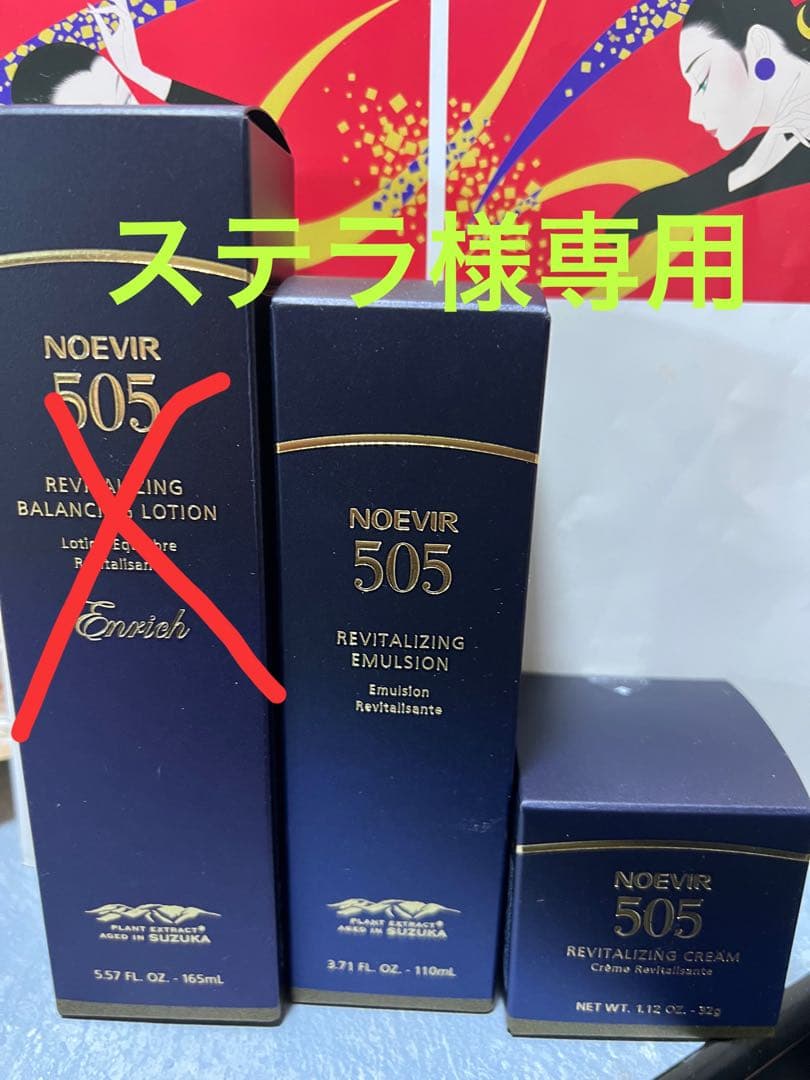 ステラ様専用
NOEVIR
505
REVITALIZING
BALANCING LOTION
Lotion Equilibre
Revitalisante
Enrich
PLANT EXTRACT®
AGED IN SUZUKA
5.57 FL. OZ. - 165mL
NOEVIR
505
REVITALIZING
EMULSION
Emulsion
Revitalisante
PLANT EXTRACT®
AGED IN SUZUKA
3.71 FL. OZ. - 110mL
NOEVIR
505
REVITALIZING CREAM
Crème Revitalisante
NET WT. 1.12 OZ. - 32g